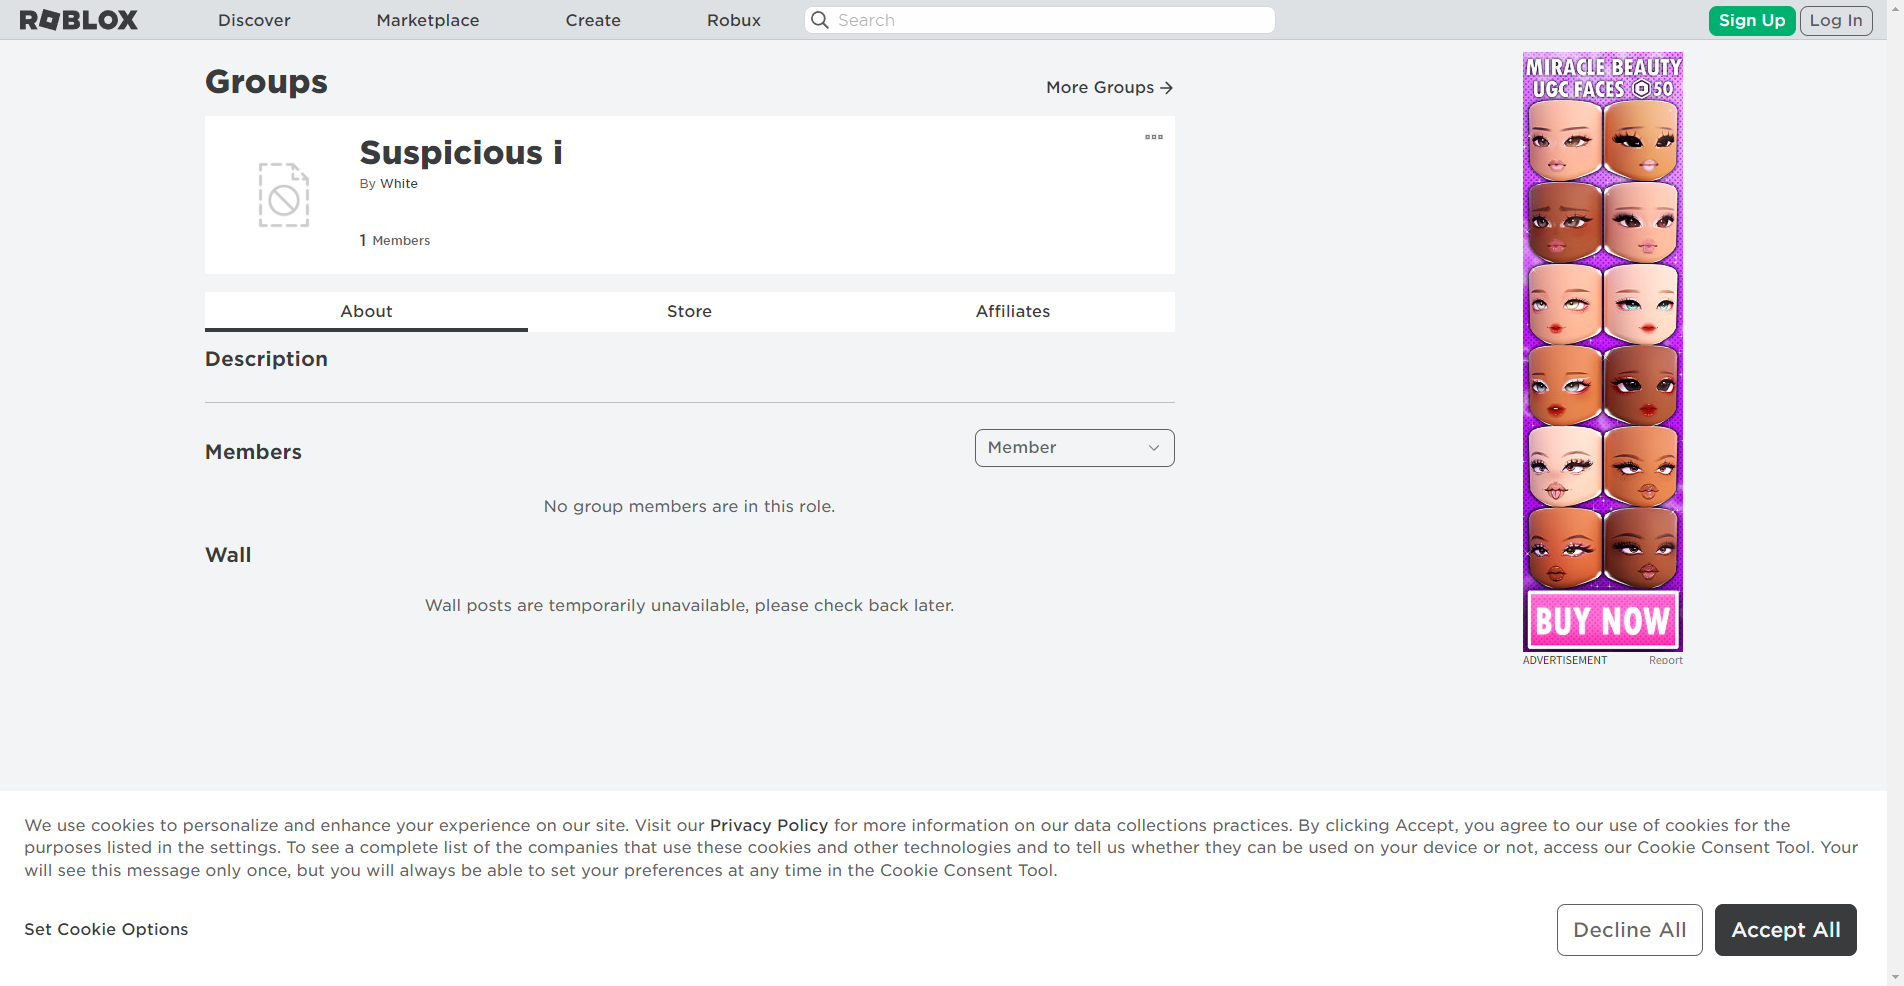 ROBLOX
Discover
Marketplace
Create
Robux
Search
Sign Up
Log In
Groups
More Groups →
Suspicious i
By White
1 Members
About
Store
Affiliates
Description
Members
Member
No group members are in this role.
Wall
Wall posts are temporarily unavailable, please check back later.
MIRACLE BEAUTY
UGC FACES 50
BUY NOW
ADVERTISEMENT
Report
We use cookies to personalize and enhance your experience on our site. Visit our Privacy Policy for more information on our data collections practices. By clicking Accept, you agree to our use of cookies for the
purposes listed in the settings. To see a complete list of the companies that use these cookies and other technologies and to tell us whether they can be used on your device or not, access our Cookie Consent Tool. Your
will see this message only once, but you will always be able to set your preferences at any time in the Cookie Consent Tool.
Set Cookie Options
Decline All
Accept All